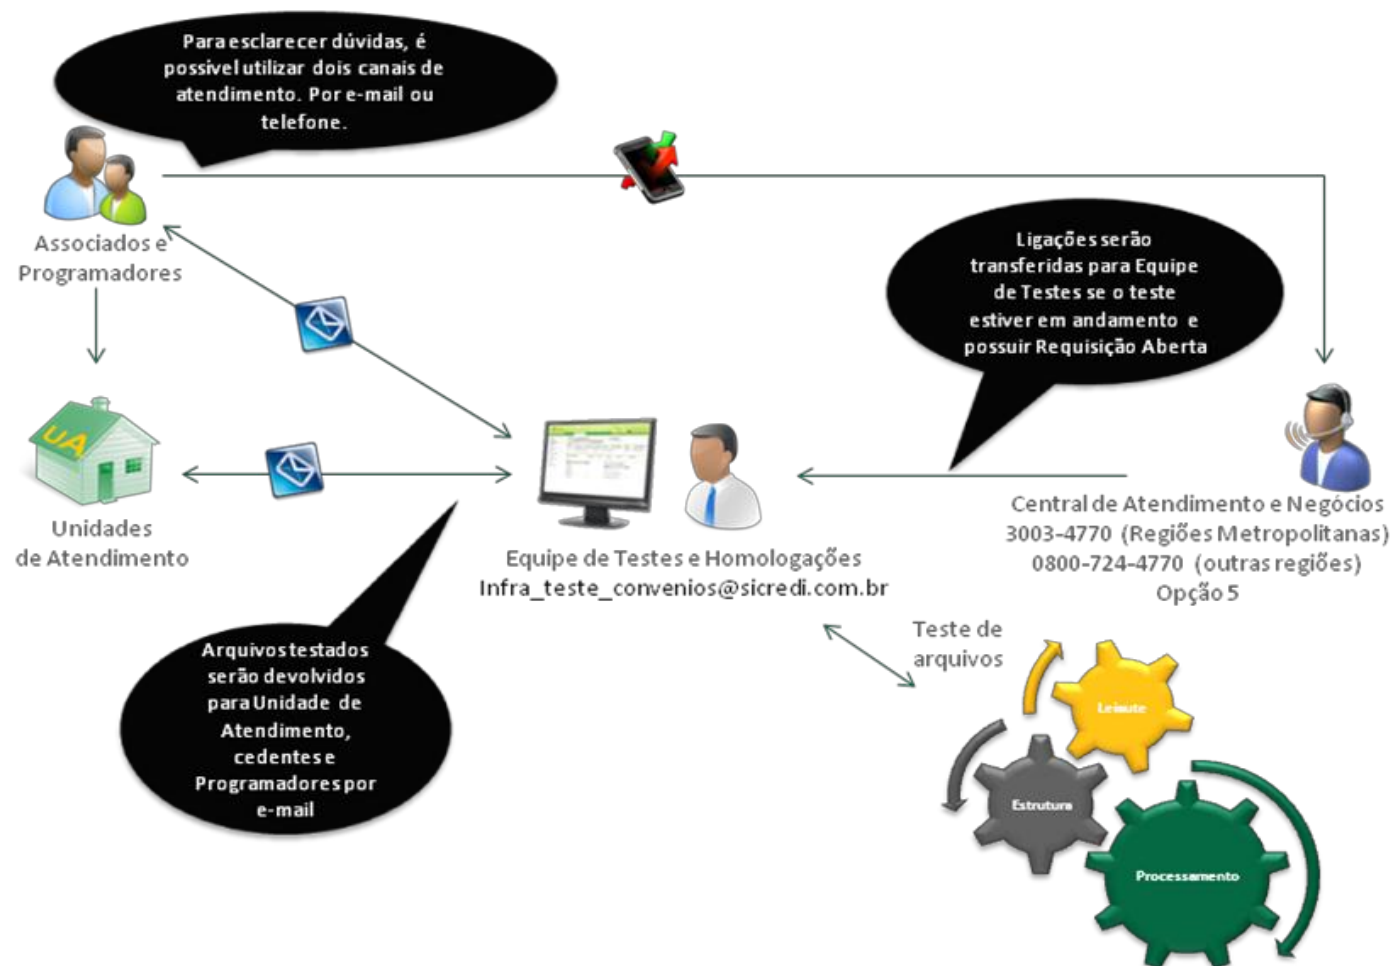 Para esclarecer dúvidas, é
possível utilizar dois canais de
atendimento. Por e-mail ou
telefone.
Associados e
Programadores
Ligações serão
transferidas para Equipe
de Testes se o teste
estiver em andamento e
possuir Requisição Aberta
UA
Unidades
de Atendimento
Equipe de Testes e Homologações
Infra_teste_convenios@sicredi.com.br
Central de Atendimento e Negócios
3003-4770 (Regiões Metropolitanas)
0800-724-4770 (outras regiões)
Opção 5
Arquivos testados
serão devolvidos
para Unidade de
Atendimento,
cedentes e
Programadores por
e-mail
Teste de
arquivos
Leiaute
Estrutura
Processamento